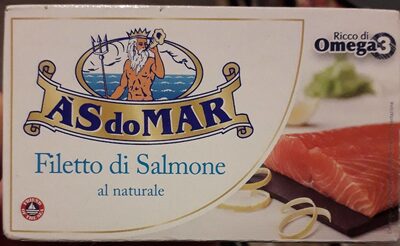 Ricco di
Omega3
ASdoMAR
Filetto di Salmone
al naturale